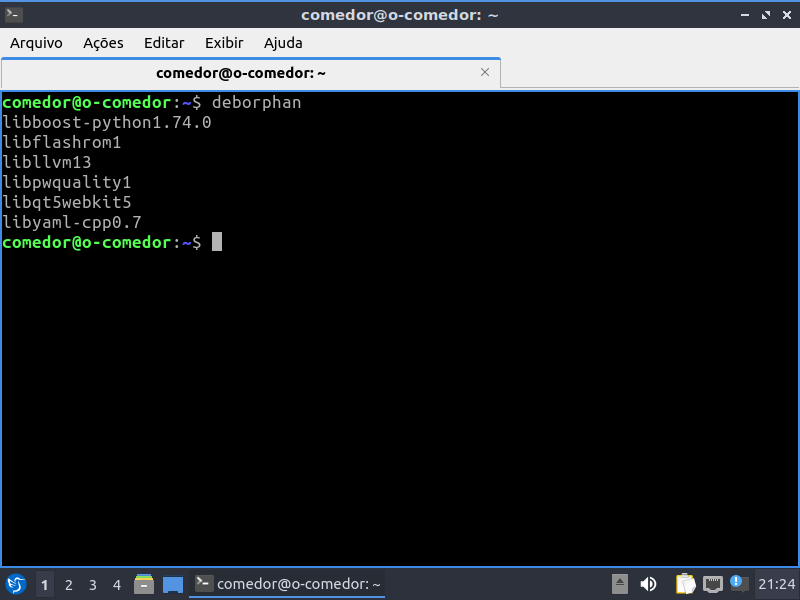 comedor@o-comedor: ~
Arquivo Ações Editar Exibir Ajuda
comedor@o-comedor: ~
comedor@o-comedor:~$ deborphan
libboost-python1.74.0
libflashrom1
libllvm13
libpwquality1
libqt5webkit5
libyaml-cpp0.7
comedor@o-comedor:~$
1 2 3 4 comedor@o-comedor: ~ 21:24